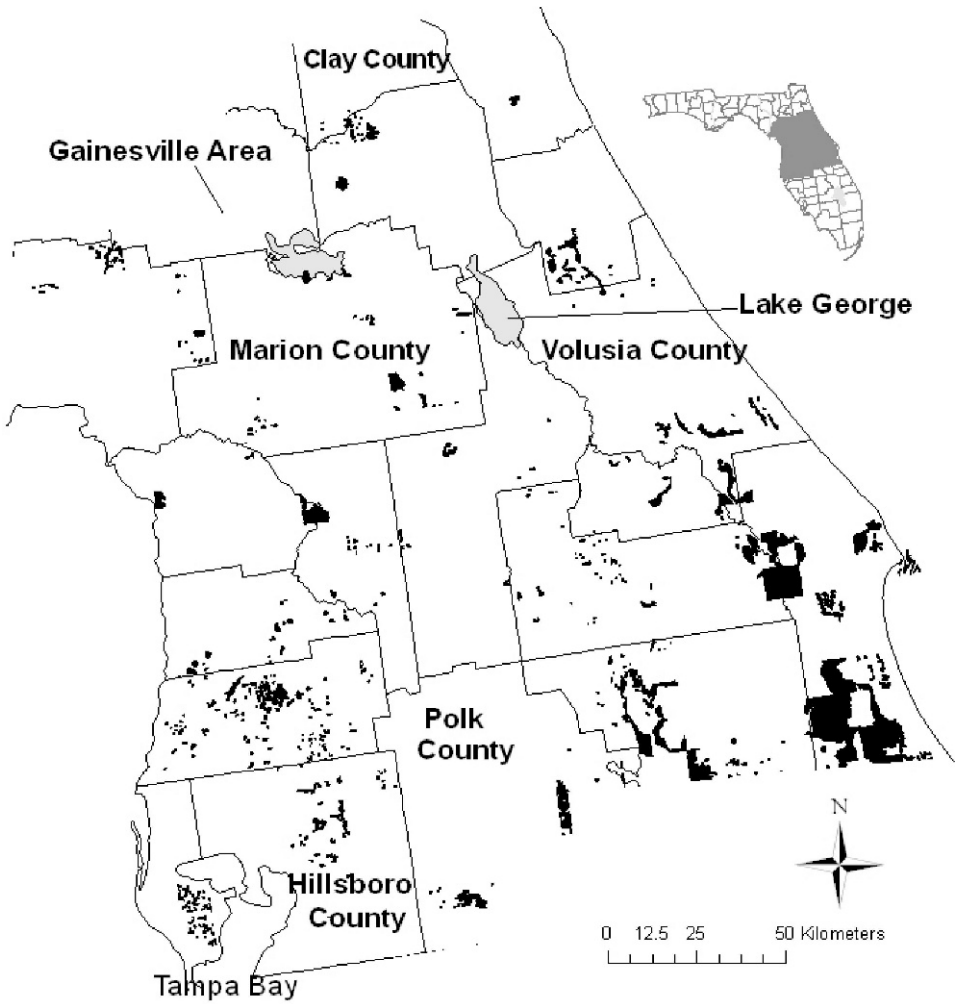 Clay County
Gainesville Area
Lake George
Marion County
Volusia County
Polk
County
N
Hillsboro
County
0 12.5 25 50 Kilometers
Tampa Bay